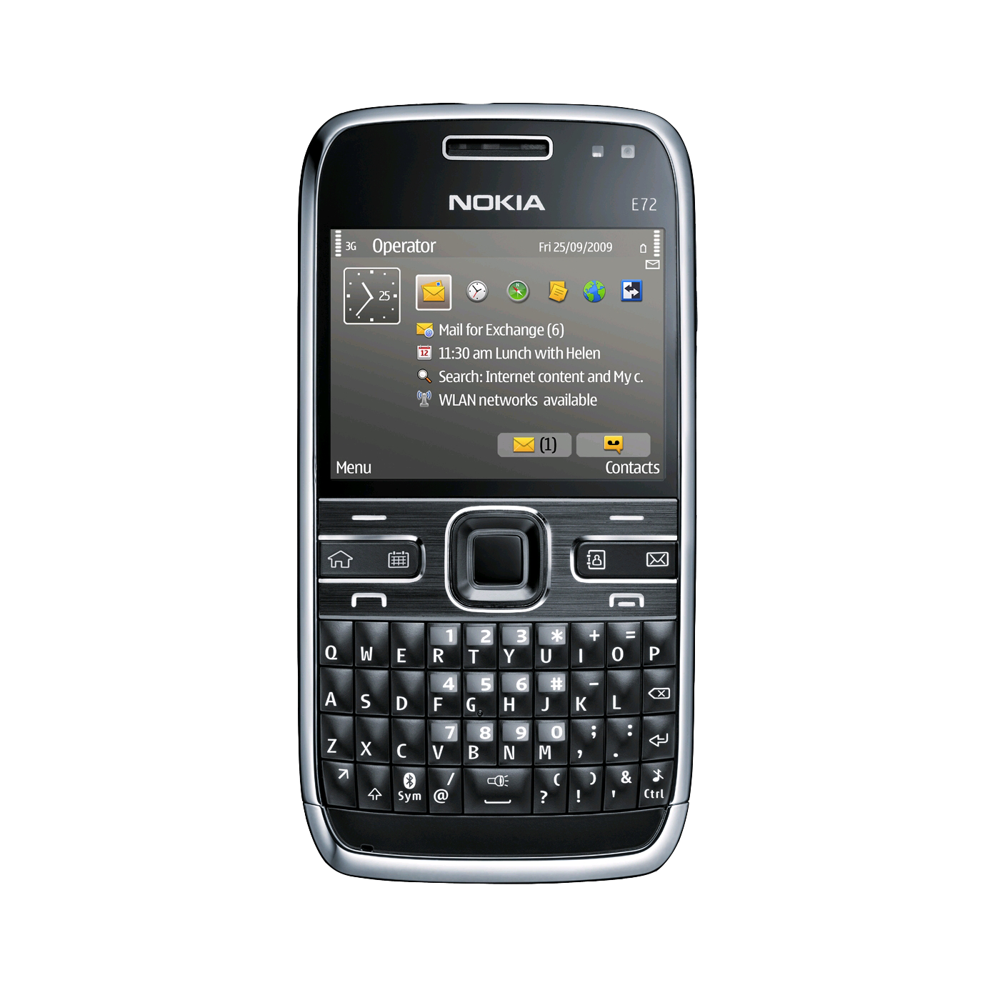 NOKIA
E72
3G Operator Fri 25/09/2009
25
Mail for Exchange (6)
12
11:30 am Lunch with Helen
Search: Internet content and My c.
WLAN networks available
(1)
Menu Contacts
1 2 3 * + =
Q W E R T Y U I O P
4 5 6 # -
A S D F G H J K L
7 8 9 0 ; :
Z X C V B N M , .
/ ( ) &
Sym @ ? ! ' Ctrl